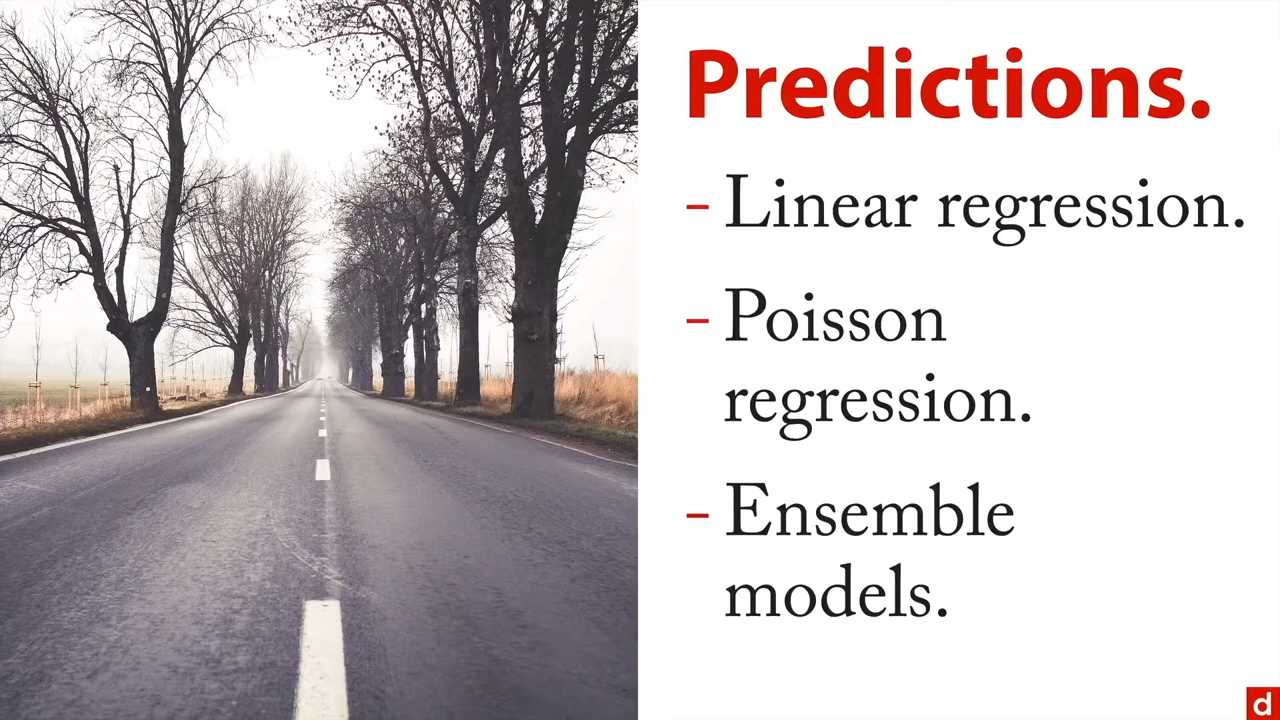 Predictions.
- Linear regression.
- Poisson
regression.
- Ensemble
models.
d